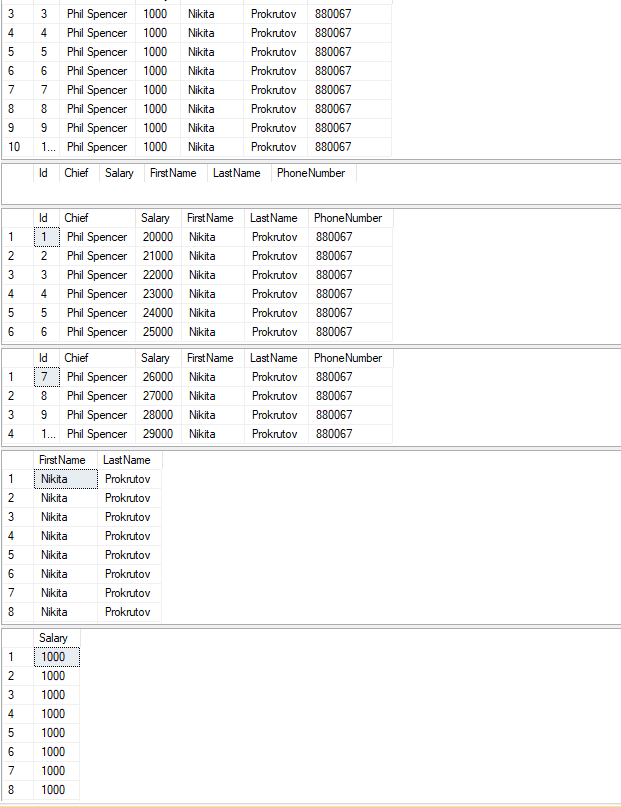 3 3 Phil Spencer 1000 Nikita Prokrutov 880067
4 4 Phil Spencer 1000 Nikita Prokrutov 880067
5 5 Phil Spencer 1000 Nikita Prokrutov 880067
6 6 Phil Spencer 1000 Nikita Prokrutov 880067
7 7 Phil Spencer 1000 Nikita Prokrutov 880067
8 8 Phil Spencer 1000 Nikita Prokrutov 880067
9 9 Phil Spencer 1000 Nikita Prokrutov 880067
10 1... Phil Spencer 1000 Nikita Prokrutov 880067
Id Chief Salary FirstName LastName PhoneNumber
Id Chief Salary FirstName LastName PhoneNumber
1 1 Phil Spencer 20000 Nikita Prokrutov 880067
2 2 Phil Spencer 21000 Nikita Prokrutov 880067
3 3 Phil Spencer 22000 Nikita Prokrutov 880067
4 4 Phil Spencer 23000 Nikita Prokrutov 880067
5 5 Phil Spencer 24000 Nikita Prokrutov 880067
6 6 Phil Spencer 25000 Nikita Prokrutov 880067
Id Chief Salary FirstName LastName PhoneNumber
1 7 Phil Spencer 26000 Nikita Prokrutov 880067
2 8 Phil Spencer 27000 Nikita Prokrutov 880067
3 9 Phil Spencer 28000 Nikita Prokrutov 880067
4 1... Phil Spencer 29000 Nikita Prokrutov 880067
FirstName LastName
1 Nikita Prokrutov
2 Nikita Prokrutov
3 Nikita Prokrutov
4 Nikita Prokrutov
5 Nikita Prokrutov
6 Nikita Prokrutov
7 Nikita Prokrutov
8 Nikita Prokrutov
Salary
1 1000
2 1000
3 1000
4 1000
5 1000
6 1000
7 1000
8 1000